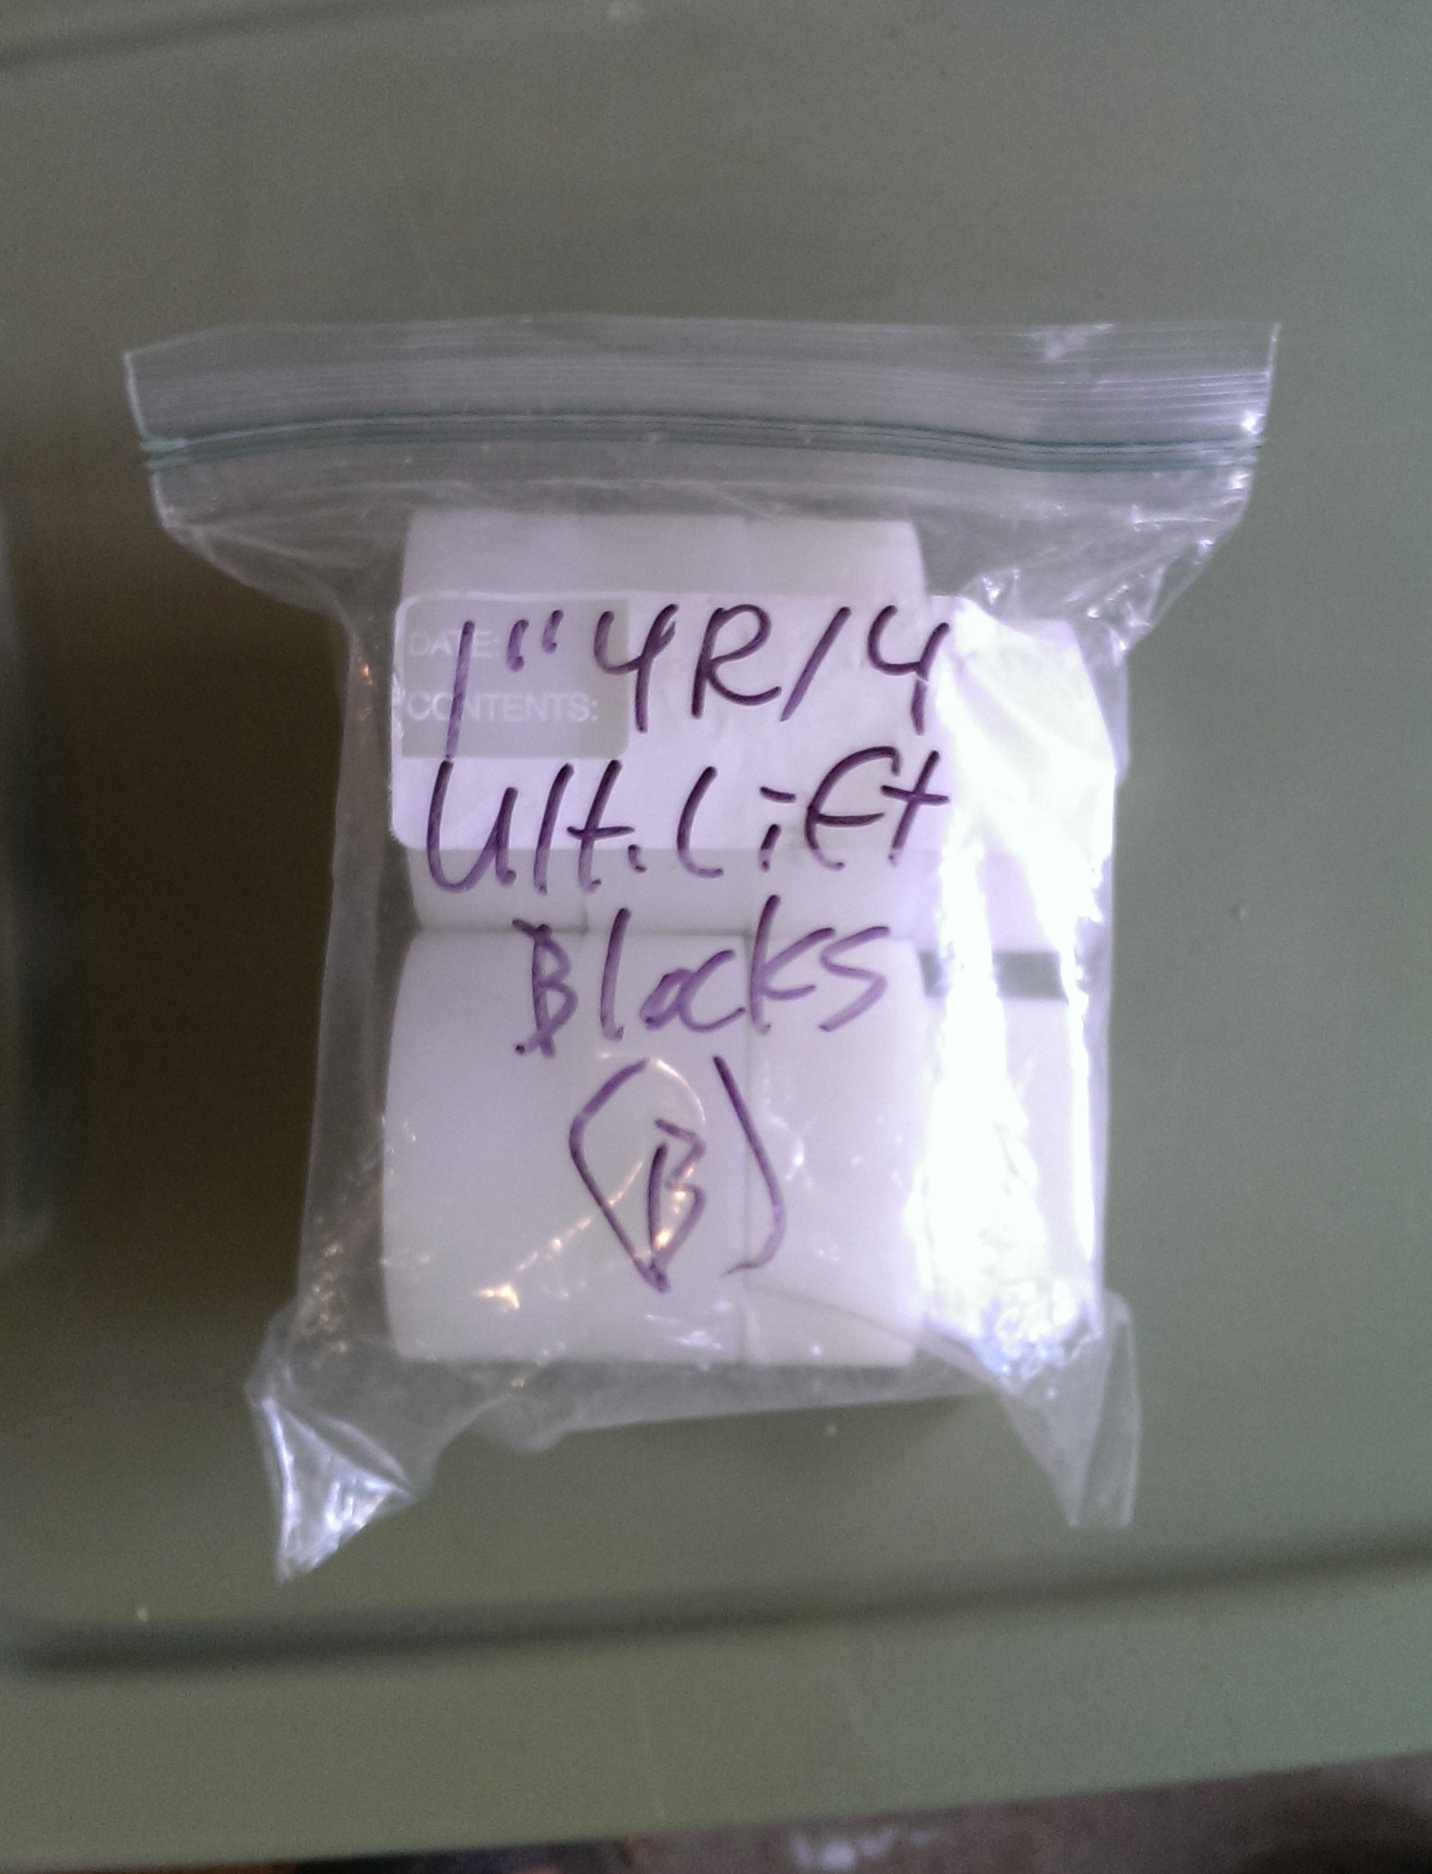 DATE:
CONTENTS:
1" 4R/4
Ult. Lift
Blocks
(B)